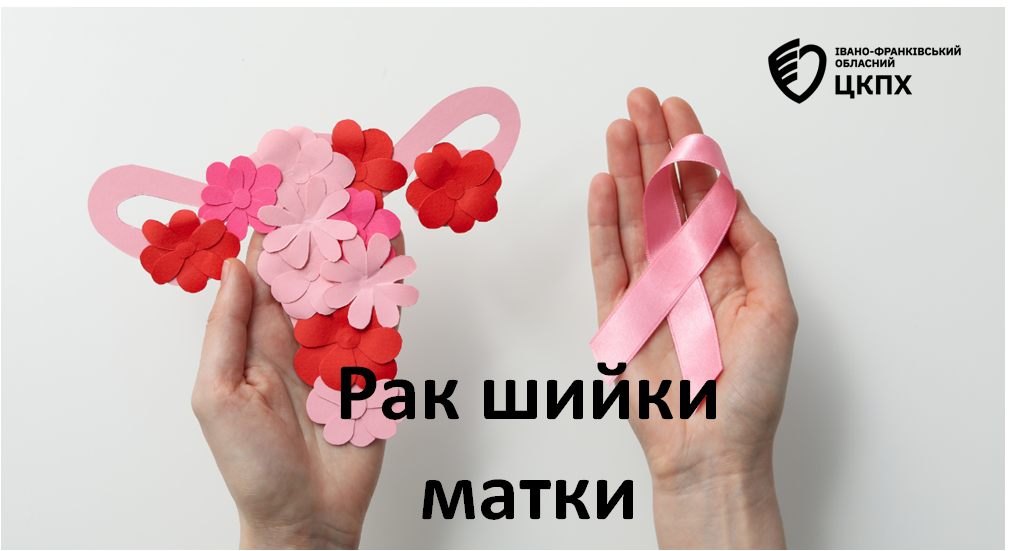 ІВАНО-ФРАНКІВСЬКИЙ
ОБЛАСНИЙ
ЦКПХ
Рак шийки
матки